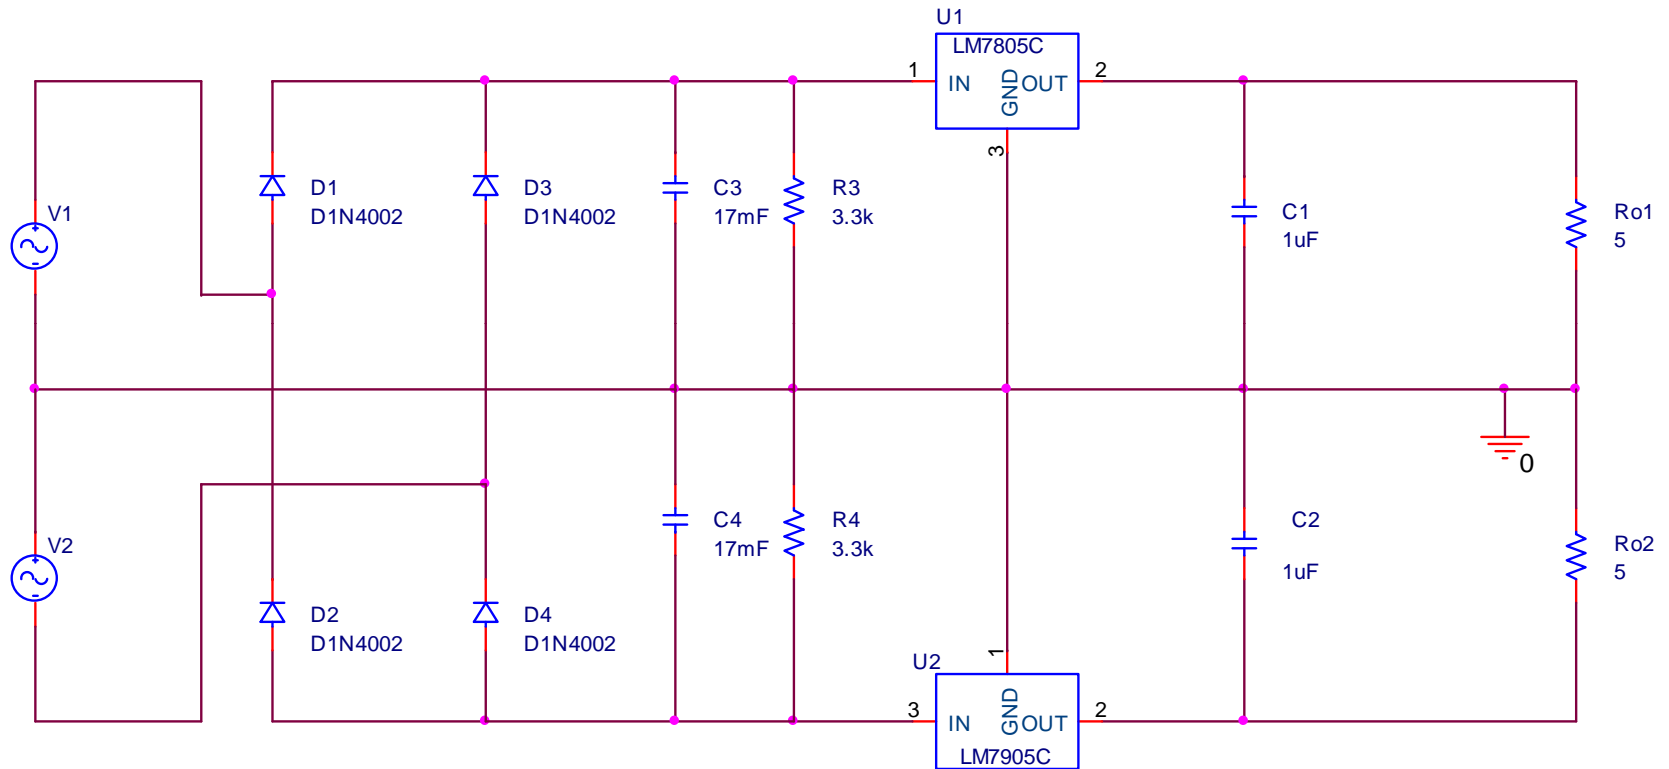 U1
LM7805C
1
IN
GND
OUT
2
3
V1
D1
D1N4002
D3
D1N4002
C3
17mF
R3
3.3k
C1
1uF
Ro1
5
0
V2
C4
17mF
R4
3.3k
C2
1uF
Ro2
5
D2
D1N4002
D4
D1N4002
U2
1
3
IN
GND
OUT
2
LM7905C